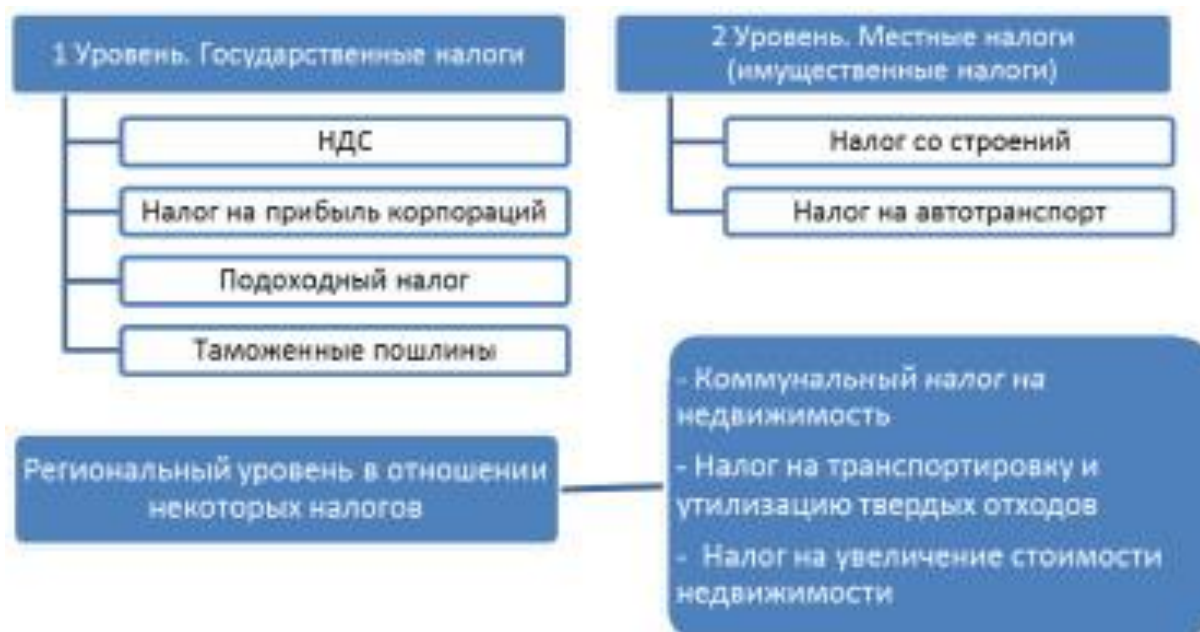 1 Уровень. Государственные налоги
НДС
Налог на прибыль корпораций
Подоходный налог
Таможенные пошлины
2 Уровень. Местные налоги
(имущественные налоги)
Налог со строений
Налог на автотранспорт
Региональный уровень в отношении
некоторых налогов
- Коммунальный налог на
недвижимость
- Налог на транспортировку и
утилизацию твердых отходов
- Налог на увеличение стоимости
недвижимости